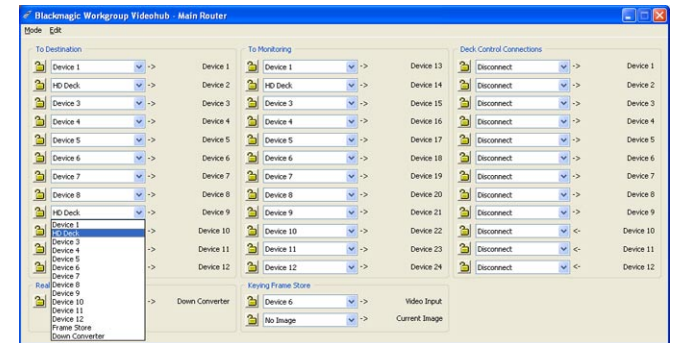 Blackmagic Workgroup Videohub - Main Router
Mode Edit
To Destination
Device 1 -> Device 1
HD Deck -> Device 2
Device 3 -> Device 3
Device 4 -> Device 4
Device 5 -> Device 5
Device 6 -> Device 6
Device 7 -> Device 7
Device 8 -> Device 8
HD Deck -> Device 9
-> Device 10
-> Device 11
-> Device 12
Device 1
HD Deck
Device 3
Device 4
Device 5
Device 6
Device 7
Device 8
Device 9
Device 10
Device 11
Device 12
Frame Store
Down Converter
Real
-> Down Converter
To Monitoring
Device 1 -> Device 13
HD Deck -> Device 14
Device 3 -> Device 15
Device 4 -> Device 16
Device 5 -> Device 17
Device 6 -> Device 18
Device 7 -> Device 19
Device 8 -> Device 20
Device 9 -> Device 21
Device 10 -> Device 22
Device 11 -> Device 23
Device 12 -> Device 24
Keying Frame Store
Device 6 -> Video Input
No Image -> Current Image
Deck Control Connections
Disconnect -> Device 1
Disconnect -> Device 2
Disconnect -> Device 3
Disconnect -> Device 4
Disconnect -> Device 5
Disconnect -> Device 6
Disconnect -> Device 7
Disconnect -> Device 8
Disconnect -> Device 9
Disconnect <- Device 10
Disconnect <- Device 11
Disconnect <- Device 12